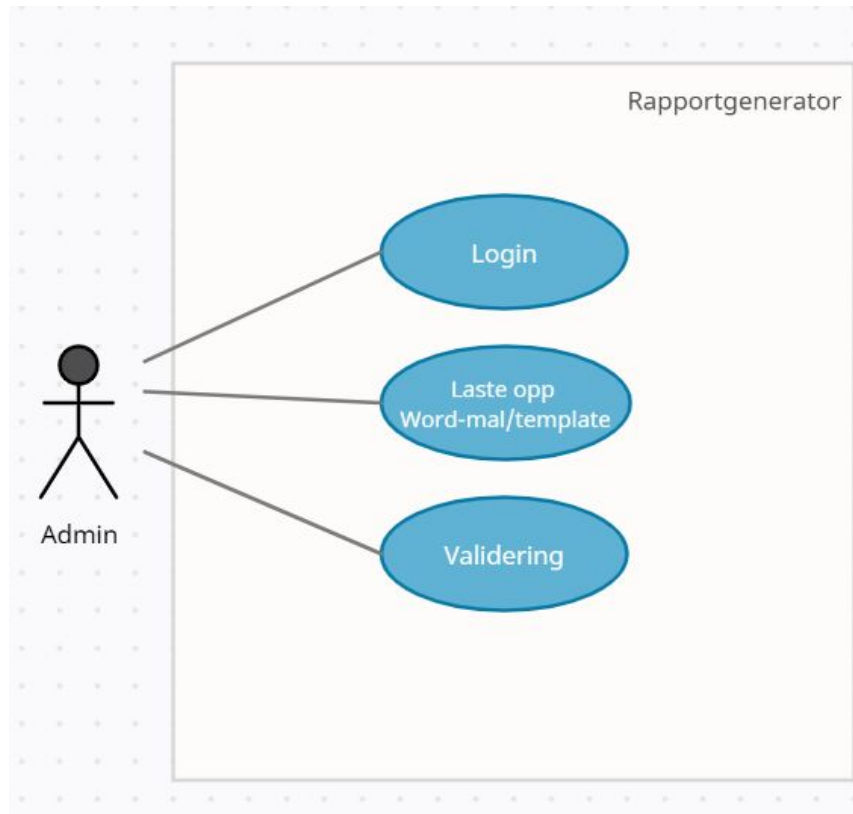 Rapportgenerator
Login
Laste opp
Word-mal/template
Validering
Admin